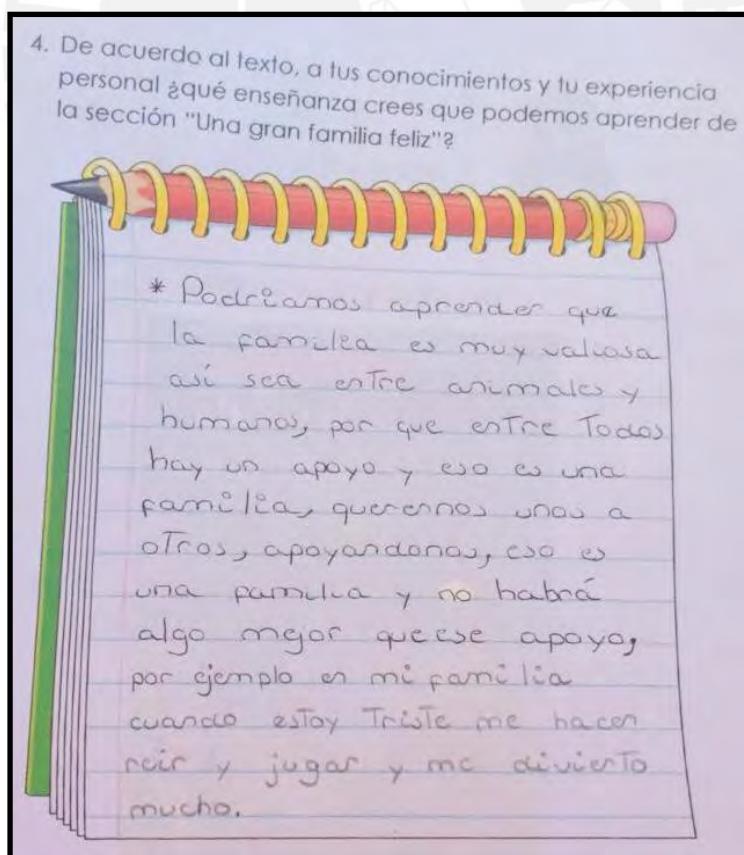 4. De acuerdo al texto, a tus conocimientos y tu experiencia
personal ¿qué enseñanza crees que podemos aprender de
la sección "Una gran familia feliz"?
* Podríamos aprender que
la familia es muy valiosa
así sea entre animales y
humanos, por que entre Todos
hay un apoyo y eso es una
familia, querernos unos a
otros, apoyandonos, eso es
una familia y no habrá
algo mejor que ese apoyo,
por ejemplo en mi familia
cuando estoy Triste me hacen
reir y jugar y me divierto
mucho.